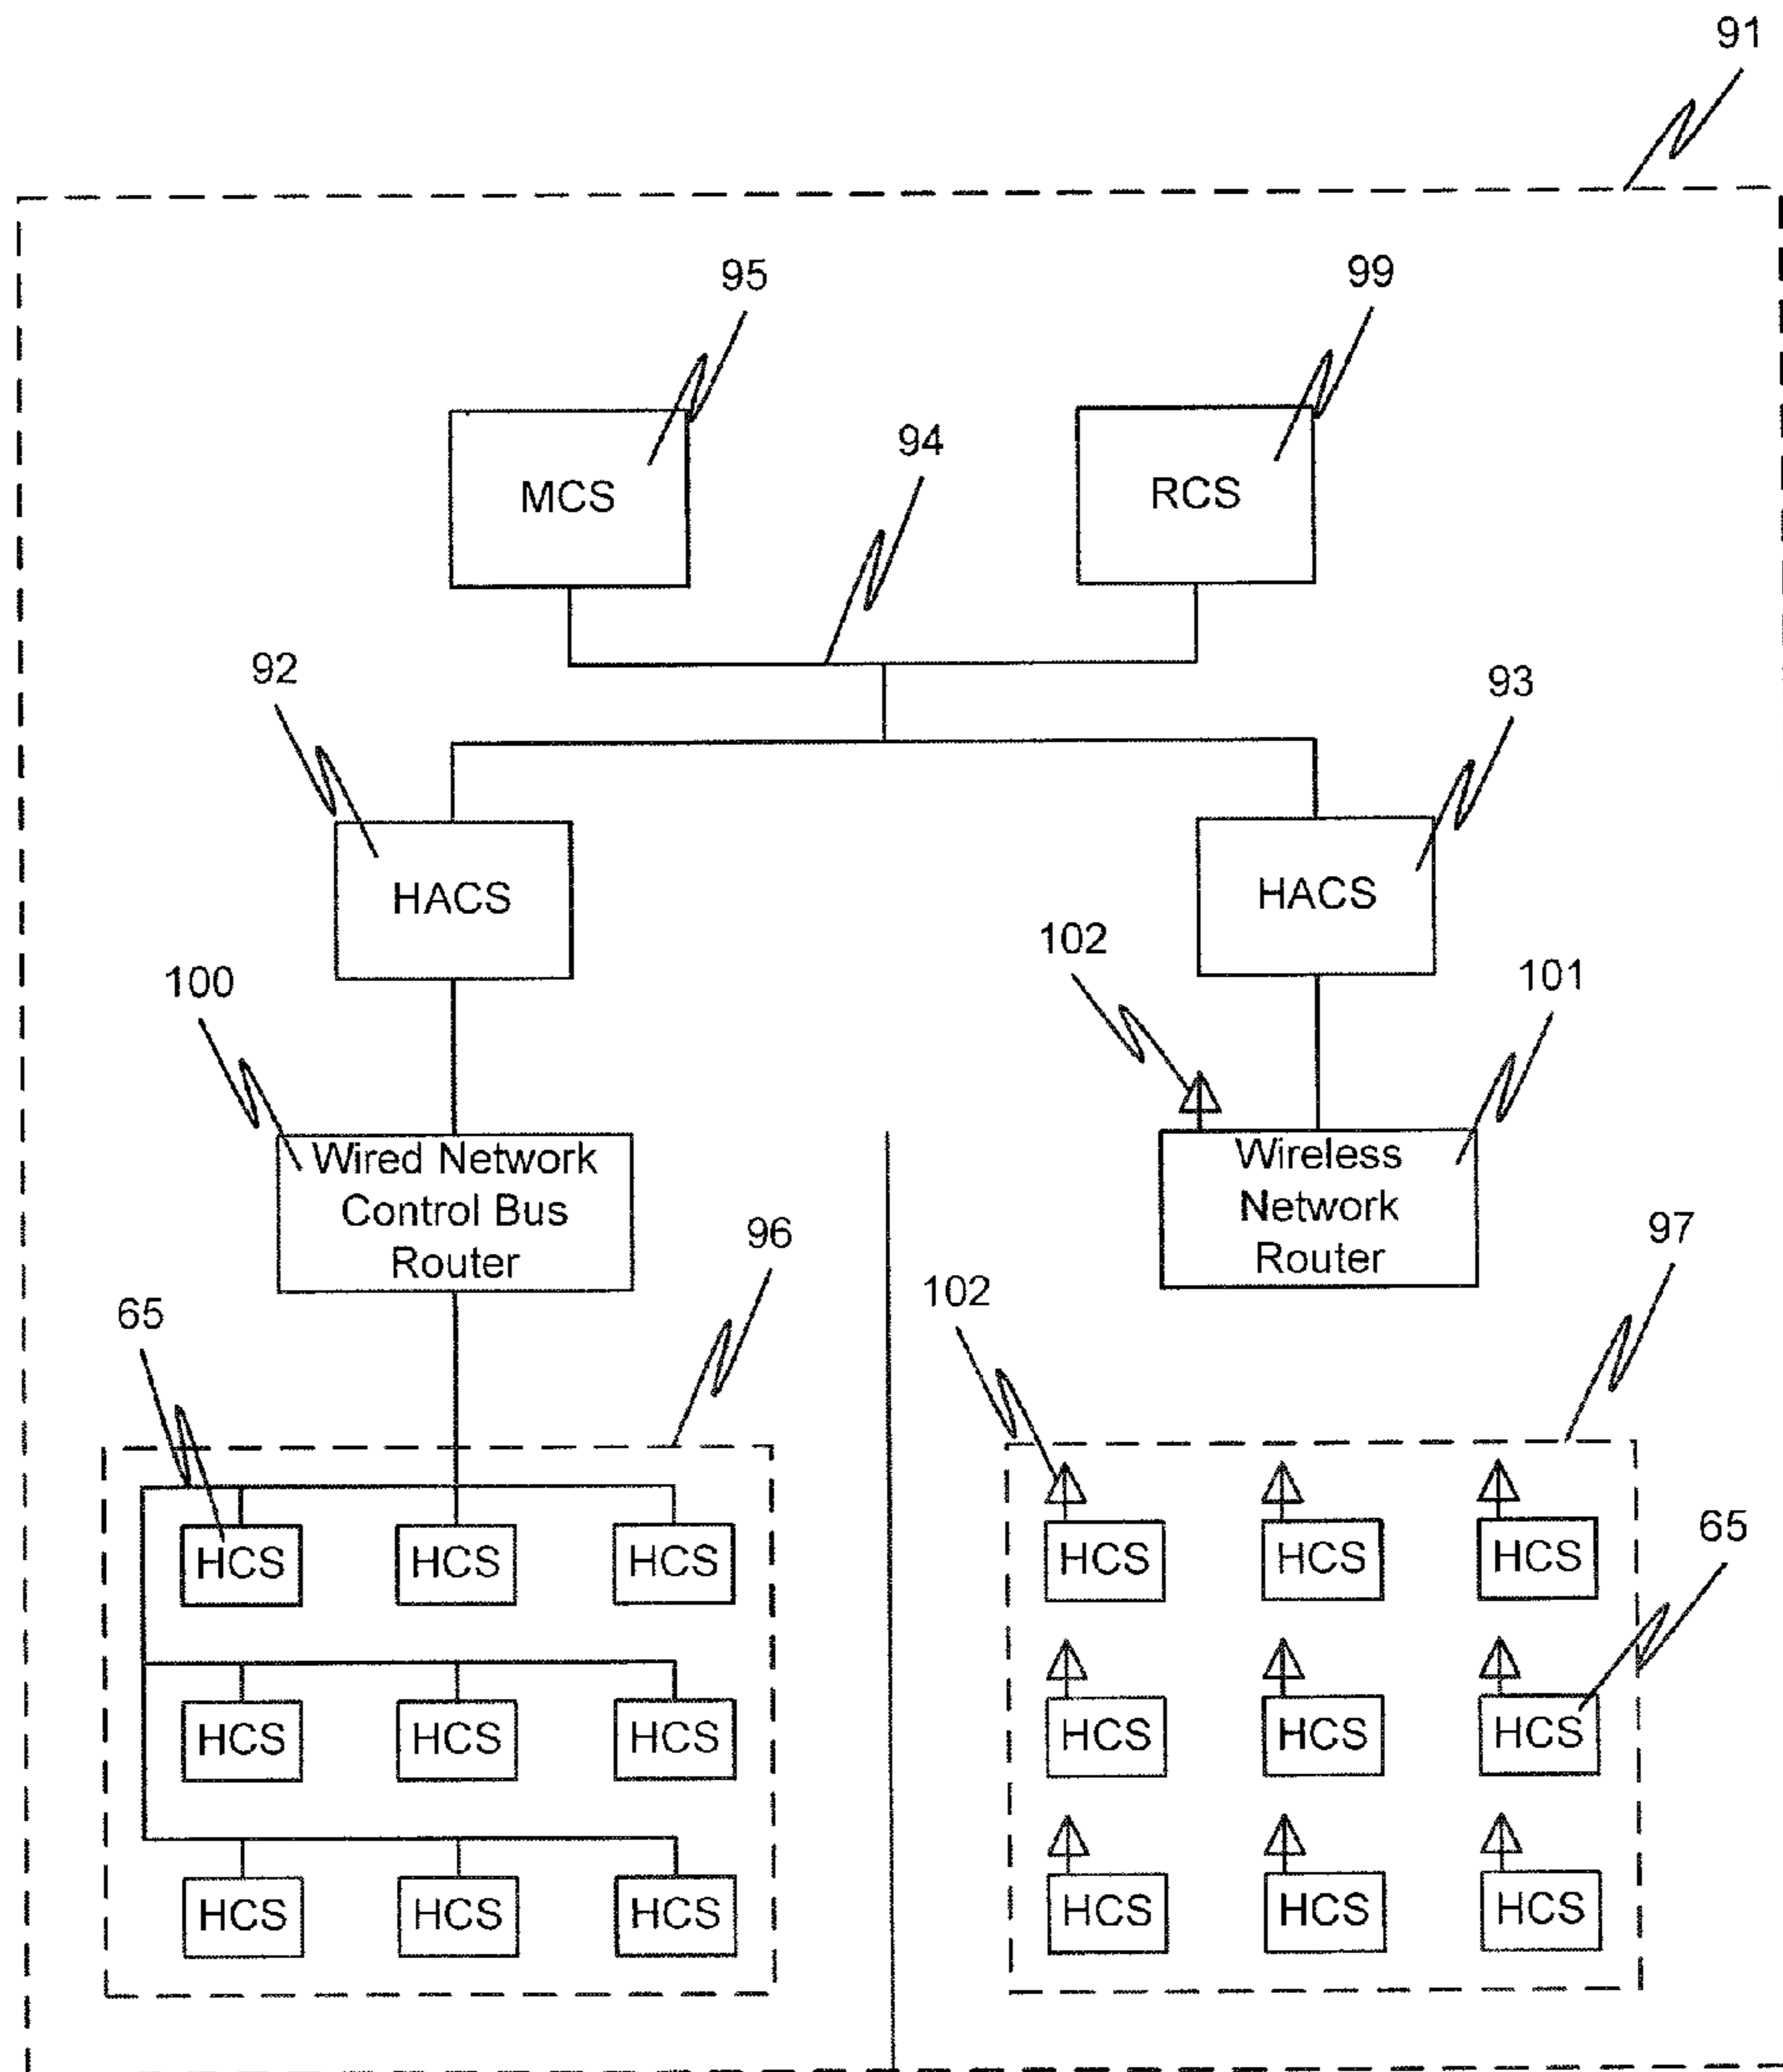 91
95
99
94
MCS
RCS
92
93
HACS
HACS
102
100
101
Wired Network
Control Bus
Router
Wireless
Network
Router
96
97
102
65
HCS HCS HCS
HCS HCS HCS
65
HCS HCS HCS
HCS HCS HCS
HCS HCS HCS
HCS HCS HCS